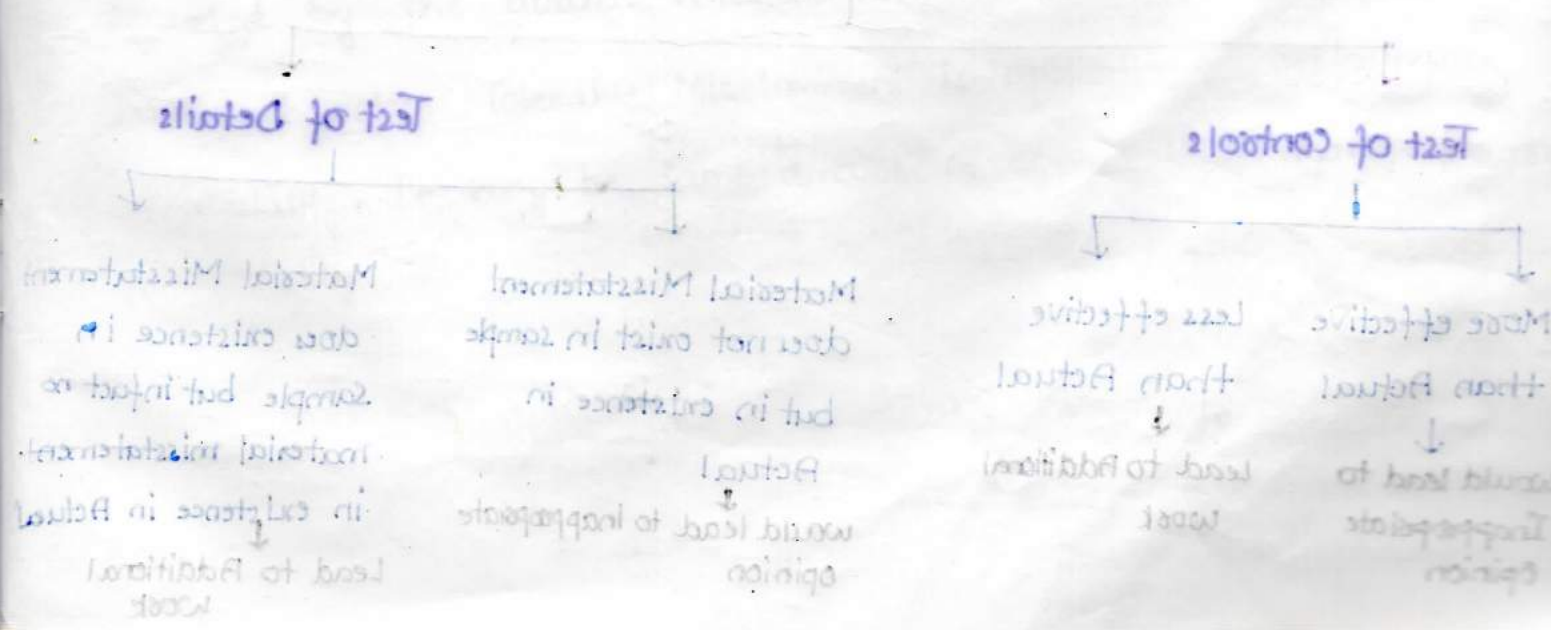 Test of Controls
More effective
than Actual
would lead to
Inappropriate
opinion
Less effective
than Actual
Lead to Additional
Work
Test of Details
Material Misstatement
does not exist in sample
but in existence in
Actual
would lead to Inappropriate
opinion
Material Misstatement
does existence in
sample but infact no
material misstatement.
in existence in Actual
Lead to Additional
Work